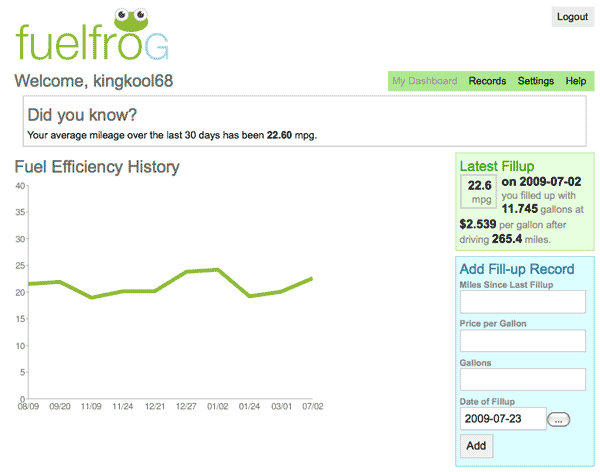 fuelfrog
Logout
Welcome, kingkool68
My Dashboard Records Settings Help
Did you know?
Your average mileage over the last 30 days has been 22.60 mpg.
Fuel Efficiency History
40
35
30
25
20
15
10
5
0
08/09 09/20 11/09 11/24 12/21 12/27 01/02 01/24 03/01 07/02
Latest Fillup
22.6
mpg
on 2009-07-02
you filled up with
11.745 gallons at
$2.539 per gallon after
driving 265.4 miles.
Add Fill-up Record
Miles Since Last Fillup
Price per Gallon
Gallons
Date of Fillup
2009-07-23 ...
Add